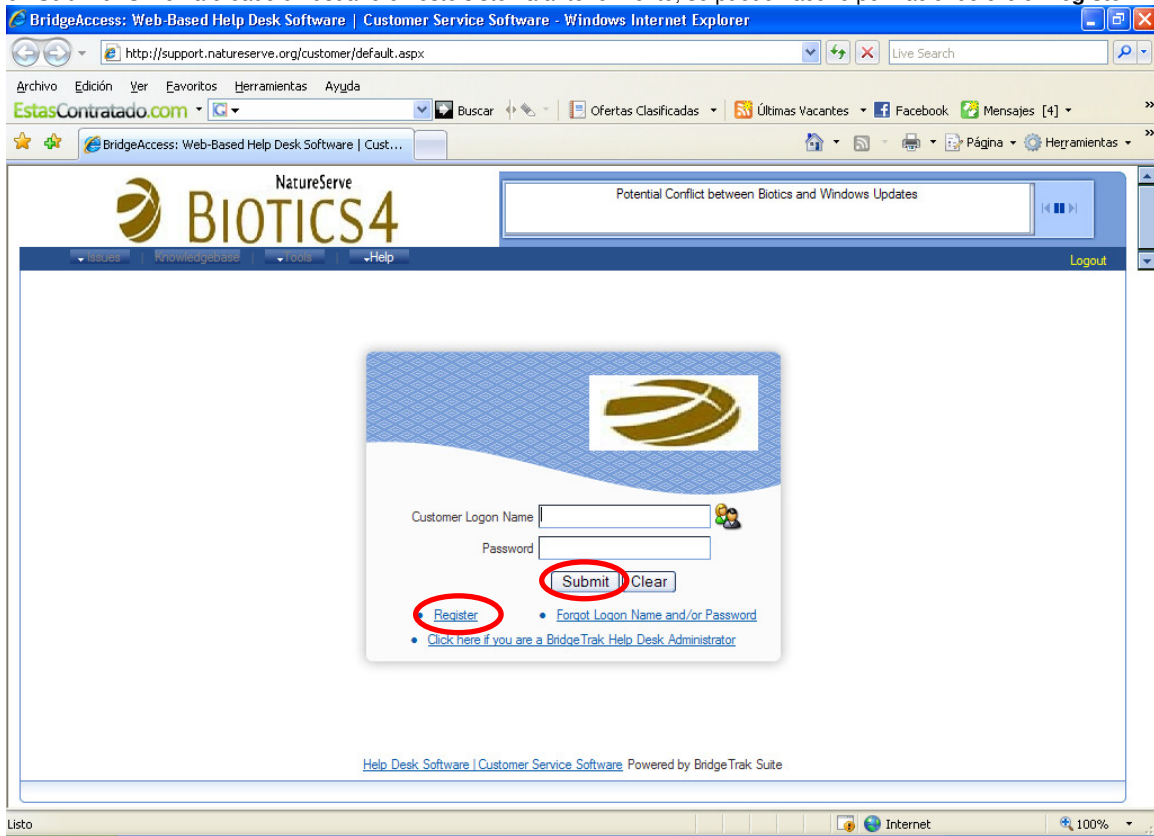 BridgeAccess: Web-Based Help Desk Software | Customer Service Software - Windows Internet Explorer
http://support.natureserve.org/customer/default.aspx Live Search
Archivo Edición Ver Favoritos Herramientas Ayuda
EstasContratado.com Buscar Ofertas Clasificadas Últimas Vacantes Facebook Mensajes [4] »
BridgeAccess: Web-Based Help Desk Software | Cust... Página Herramientas »
NatureServe
BIOTICS4
Potential Conflict between Biotics and Windows Updates
Issues | Knowledgebase | Tools | Help Logout
Customer Logon Name
Password
Submit Clear
• Register • Forgot Logon Name and/or Password
• Click here if you are a BridgeTrak Help Desk Administrator
Help Desk Software | Customer Service Software Powered by BridgeTrak Suite
Listo Internet 100%